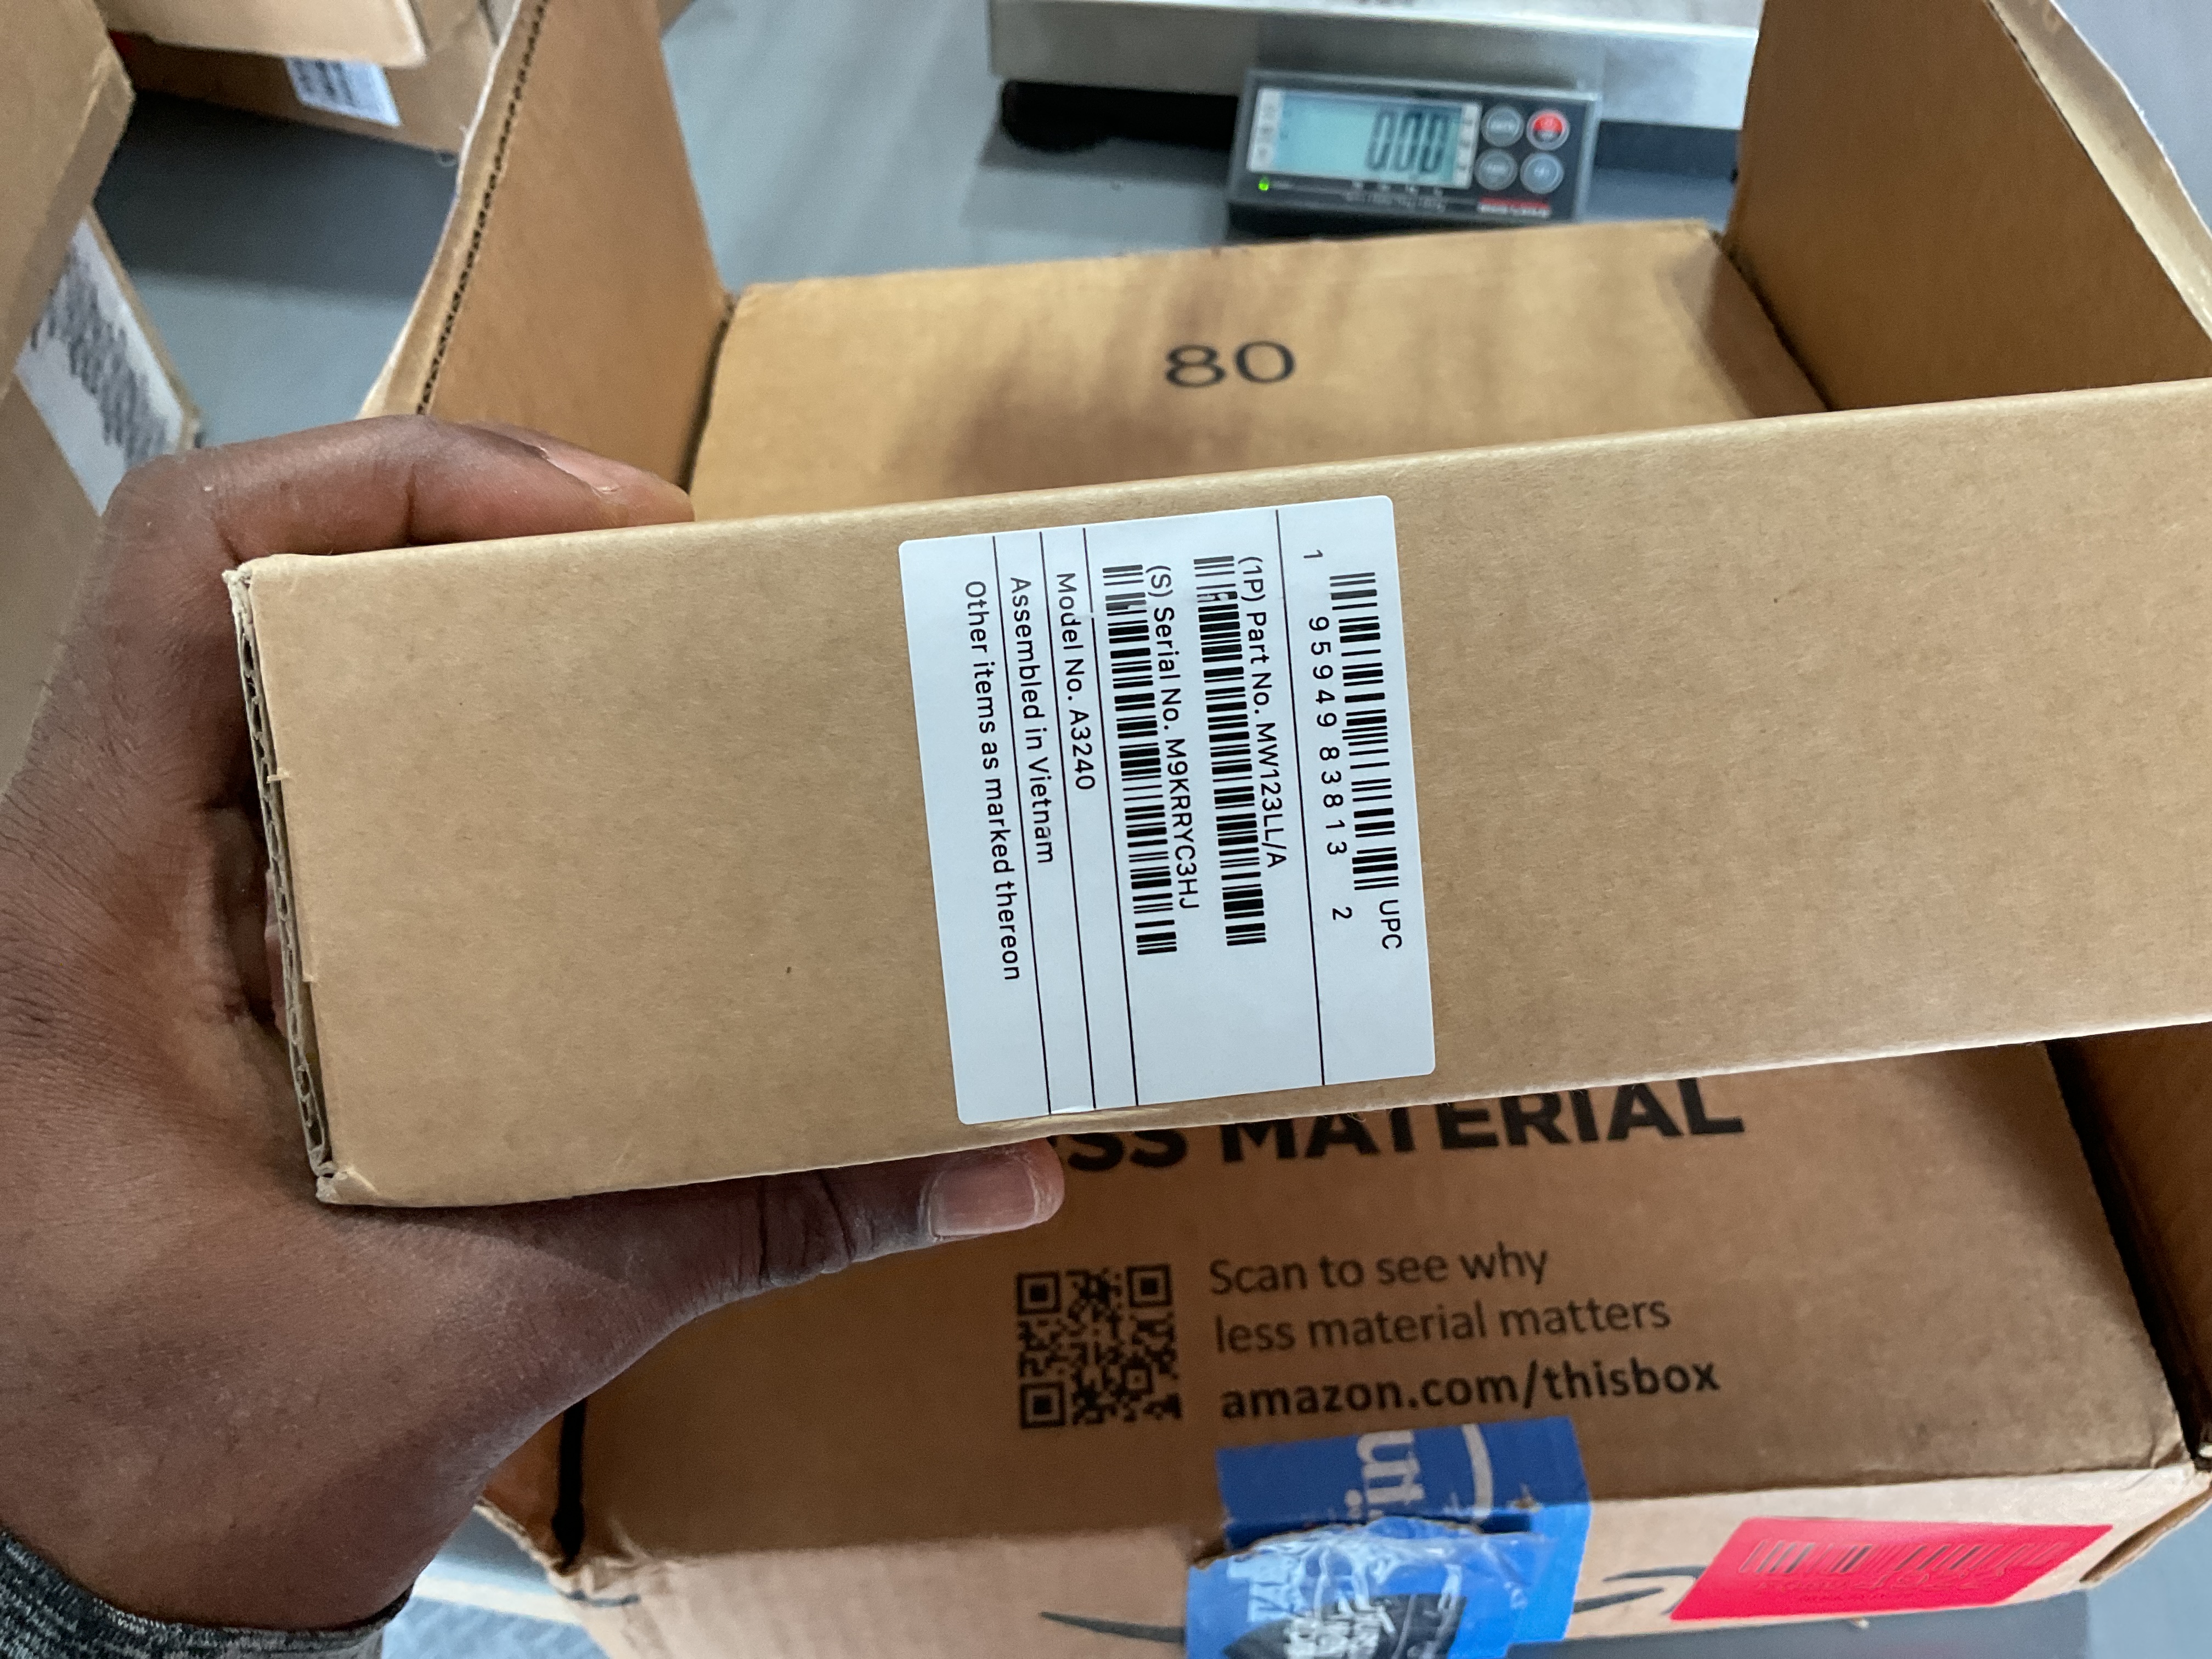 000
80
UPC
1 95949 83813 2
(1P) Part No. MW123LL/A
(S) Serial No. M9KRRYC3HJ
Model No. A3240
Assembled in Vietnam
Other items as marked thereon
MATERIAL
Scan to see why
less material matters
amazon.com/thisbox